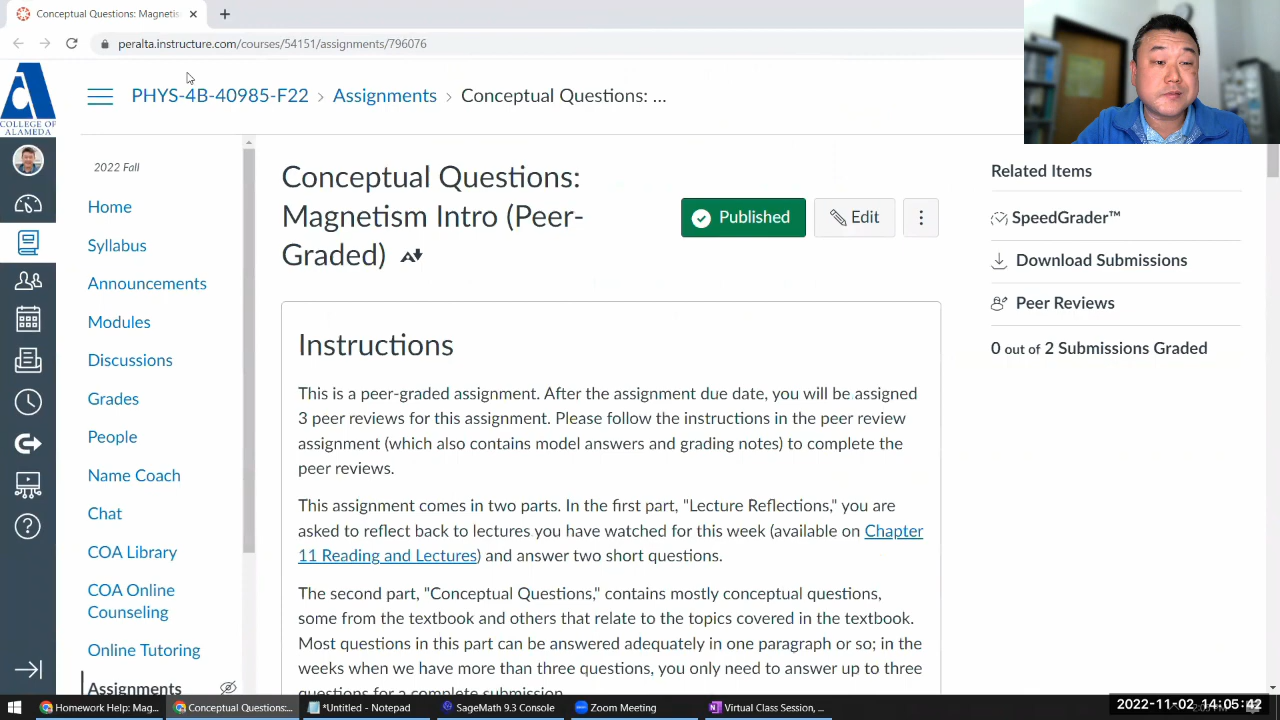 Conceptual Questions: Magnetis
peralta.instructure.com/courses/54151/assignments/796076
COLLEGE OF
ALAMEDA
PHYS-4B-40985-F22 › Assignments › Conceptual Questions: ...
2022 Fall
Home
Syllabus
Announcements
Modules
Discussions
Grades
People
Name Coach
Chat
COA Library
COA Online
Counseling
Online Tutoring
Assignments
Conceptual Questions:
Magnetism Intro (Peer-
Graded)
Published
Edit
Instructions
This is a peer-graded assignment. After the assignment due date, you will be assigned
3 peer reviews for this assignment. Please follow the instructions in the peer review
assignment (which also contains model answers and grading notes) to complete the
peer reviews.
This assignment comes in two parts. In the first part, "Lecture Reflections," you are
asked to reflect back to lectures you have watched for this week (available on Chapter
11 Reading and Lectures) and answer two short questions.
The second part, "Conceptual Questions," contains mostly conceptual questions,
some from the textbook and others that relate to the topics covered in the textbook.
Most questions in this part can be answered adequately in one paragraph or so; in the
weeks when we have more than three questions, you only need to answer up to three
questions for a complete submission.
Related Items
SpeedGrader™
Download Submissions
Peer Reviews
0 out of 2 Submissions Graded
Homework Help: Mag...
Conceptual Questions:...
*Untitled - Notepad
SageMath 9.3 Console
Zoom Meeting
Virtual Class Session, ...
2022-11-02 14:05:42